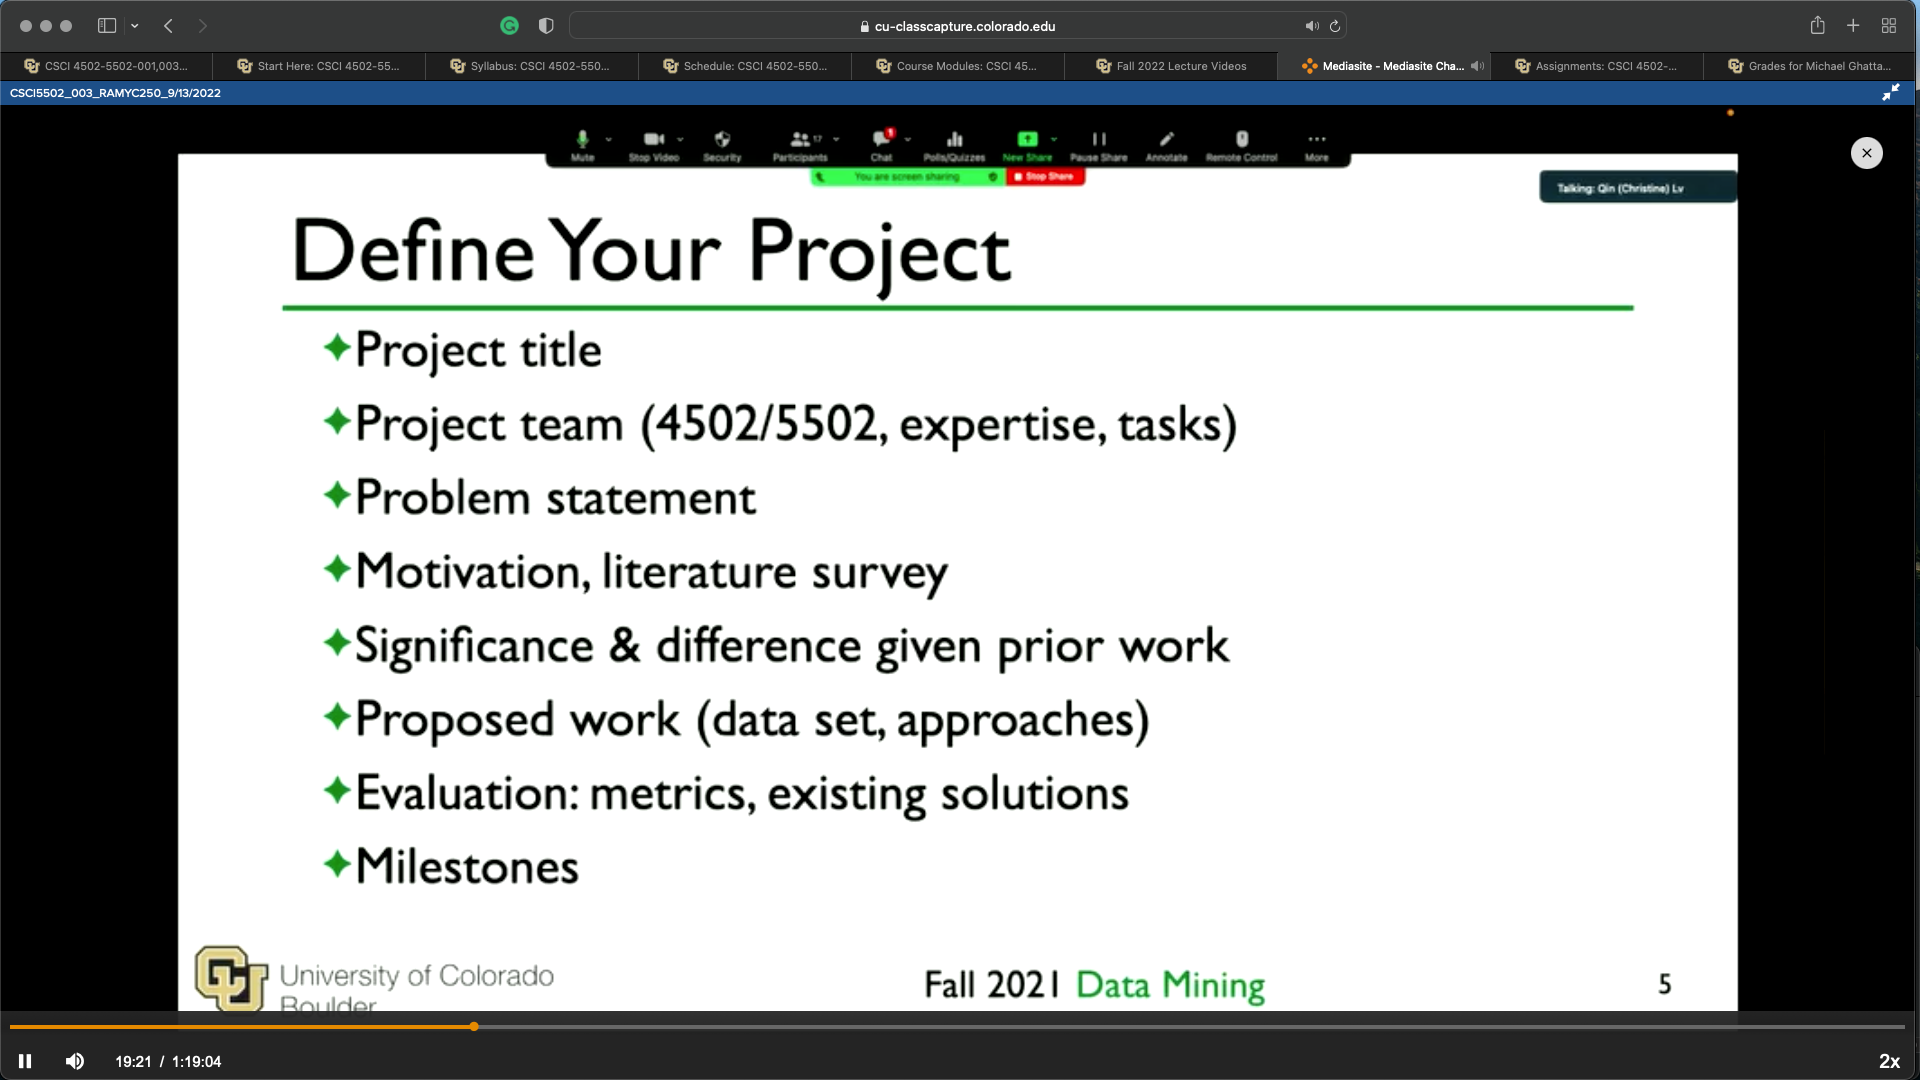 cu-classcapture.colorado.edu
CSCI 4502-5502-001,003...
Start Here: CSCI 4502-55...
Syllabus: CSCI 4502-550...
Schedule: CSCI 4502-550...
Course Modules: CSCI 45...
Fall 2022 Lecture Videos
Mediasite - Mediasite Cha...
Assignments: CSCI 4502-...
Grades for Michael Ghatta...
CSCI5502_003_RAMYC250_9/13/2022
Mute
Stop Video
Security
Participants
17
Chat
1
Polls/Quizzes
New Share
Pause Share
Annotate
Remote Control
More
You are screen sharing
Stop Share
Talking: Qin (Christine) Lv
Define Your Project
Project title
Project team (4502/5502, expertise, tasks)
Problem statement
Motivation, literature survey
Significance & difference given prior work
Proposed work (data set, approaches)
Evaluation: metrics, existing solutions
Milestones
CU
University of Colorado
Boulder
Fall 2021 Data Mining
5
19:21 / 1:19:04
2x